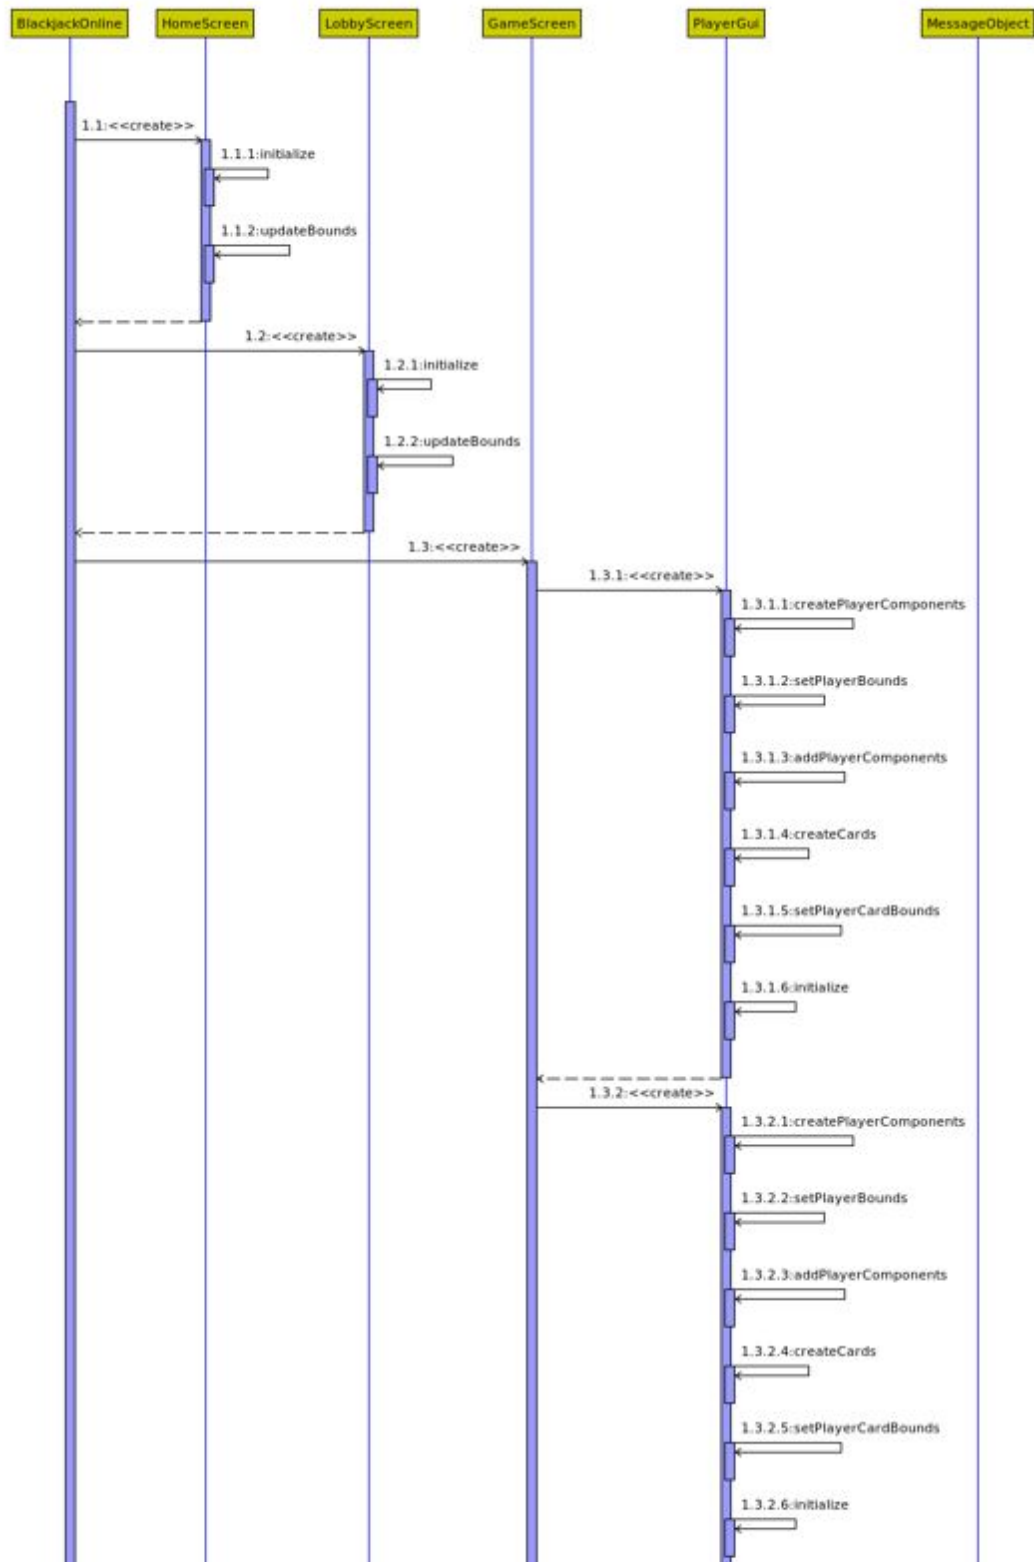 BlackjackOnline HomeScreen LobbyScreen GameScreen PlayerGui MessageObject
1.1:<<create>>
1.1.1:initialize
1.1.2:updateBounds
1.2:<<create>>
1.2.1:initialize
1.2.2:updateBounds
1.3:<<create>>
1.3.1:<<create>>
1.3.1.1:createPlayerComponents
1.3.1.2:setPlayerBounds
1.3.1.3:addPlayerComponents
1.3.1.4:createCards
1.3.1.5:setPlayerCardBounds
1.3.1.6:initialize
1.3.2:<<create>>
1.3.2.1:createPlayerComponents
1.3.2.2:setPlayerBounds
1.3.2.3:addPlayerComponents
1.3.2.4:createCards
1.3.2.5:setPlayerCardBounds
1.3.2.6:initialize